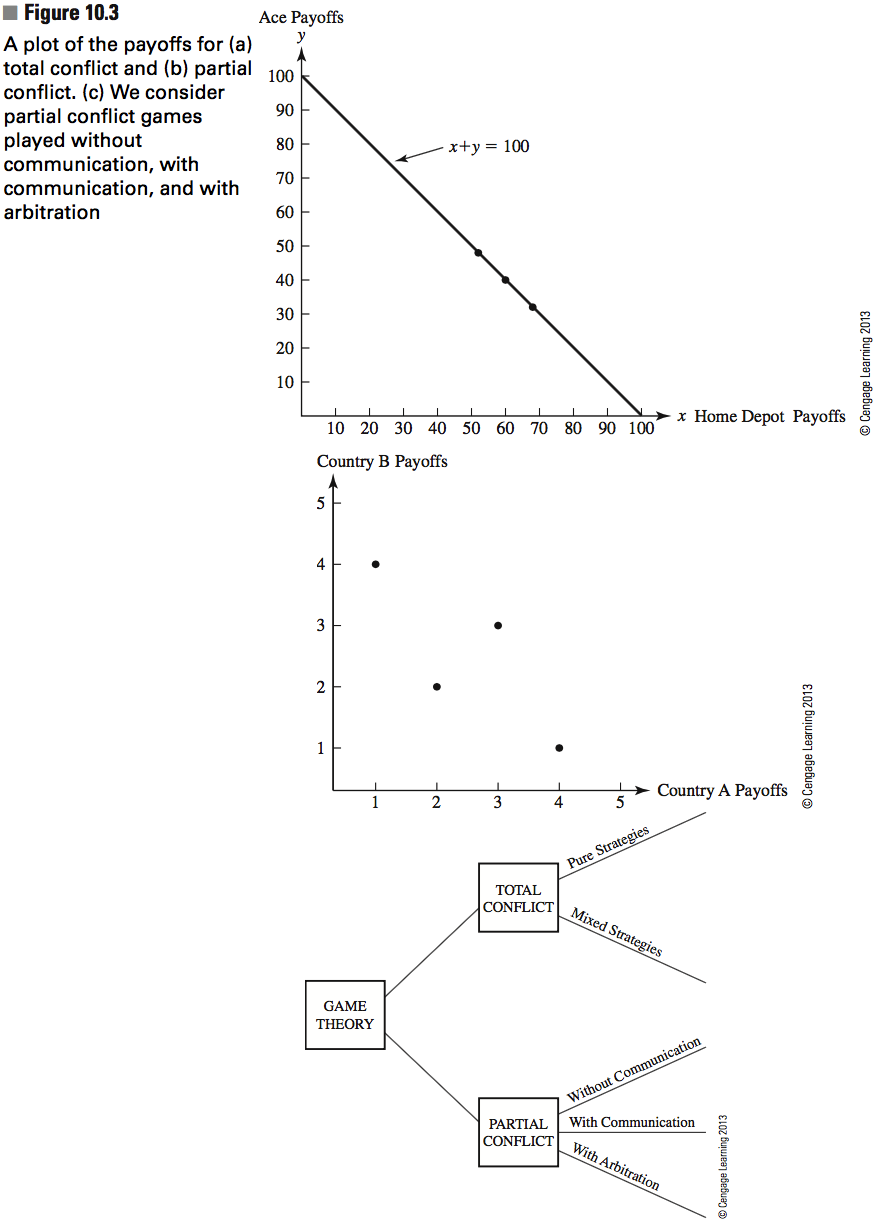 Figure 10.3
A plot of the payoffs for (a)
total conflict and (b) partial
conflict. (c) We consider
partial conflict games
played without
communication, with
communication, and with
arbitration
Ace Payoffs
y
100
90
80
70
60
50
40
30
20
10
x+y = 100
10 20 30 40 50 60 70 80 90 100
x Home Depot Payoffs
© Cengage Learning 2013
Country B Payoffs
5
4
3
2
1
1 2 3 4 5
Country A Payoffs
© Cengage Learning 2013
GAME
THEORY
TOTAL
CONFLICT
Pure Strategies
Mixed Strategies
PARTIAL
CONFLICT
Without Communication
With Communication
With Arbitration
© Cengage Learning 2013